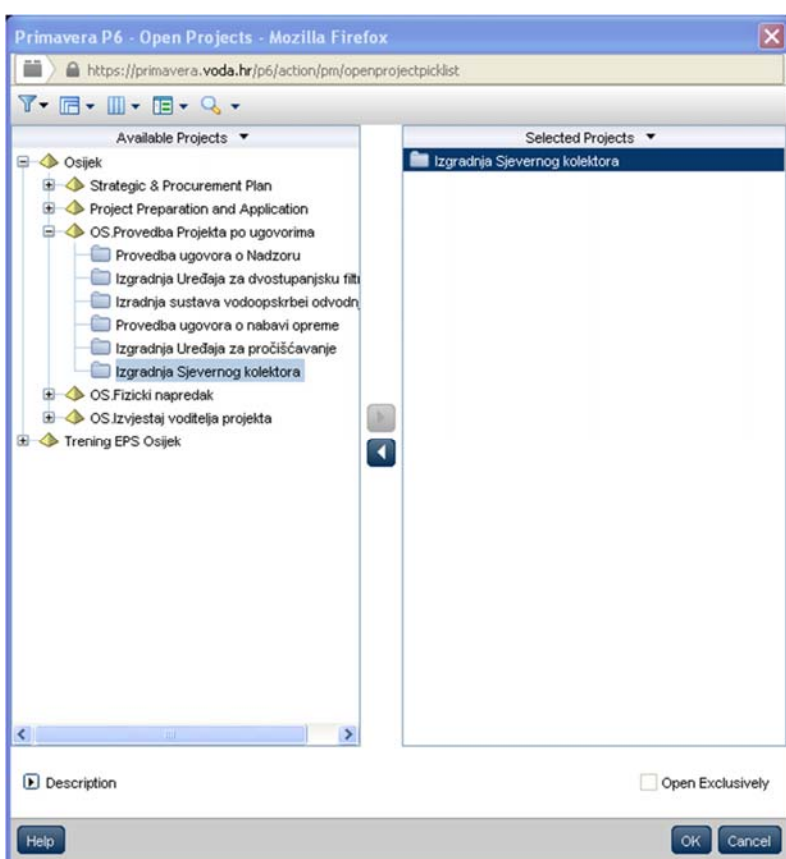 Primavera P6 - Open Projects - Mozilla Firefox
https://primavera.voda.hr/p6/action/pm/openprojectpicklist
Available Projects
Osijek
Strategic & Procurement Plan
Project Preparation and Application
OS.Provedba Projekta po ugovorima
Provedba ugovora o Nadzoru
Izgradnja Uređaja za dvostupanjsku
Izradnja sustava vodoopskrbei odvodnj
Provedba ugovora o nabavi opreme
Izgradnja Uređaja za pročišćavanje
Izgradnja Sjevernog kolektora
OS.Fizicki napredak
OS.Izvjestaj voditelja projekta
Trening EPS Osijek
Selected Projects
Izgradnja Sjevernog kolektora
Description
Open Exclusively
Help
OK Cancel